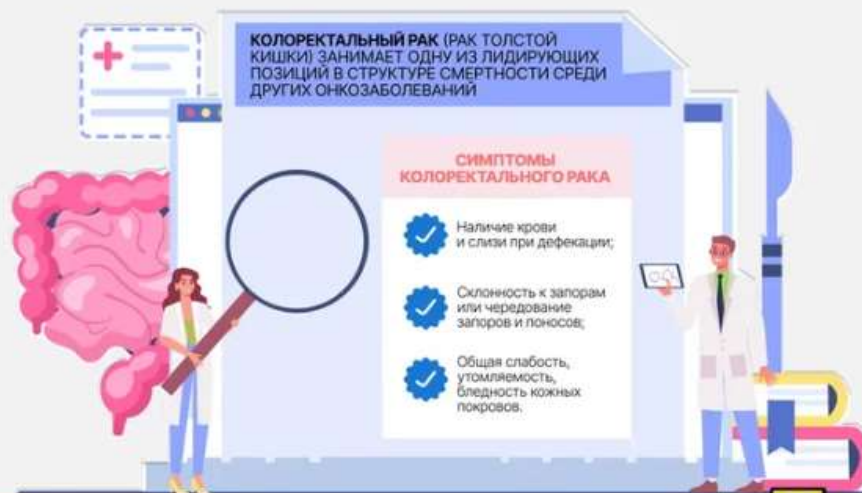 КОЛОРЕКТАЛЬНЫЙ РАК (РАК ТОЛСТОЙ
КИШКИ) ЗАНИМАЕТ ОДНУ ИЗ ЛИДИРУЮЩИХ
ПОЗИЦИЙ В СТРУКТУРЕ СМЕРТНОСТИ СРЕДИ
ДРУГИХ ОНКОЗАБОЛЕВАНИЙ
СИМПТОМЫ
КОЛОРЕКТАЛЬНОГО РАКА
Наличие крови
и слизи при дефекации;
Склонность к запорам
или чередование
запоров и поносов;
Общая слабость,
утомляемость,
бледность кожных
покровов.